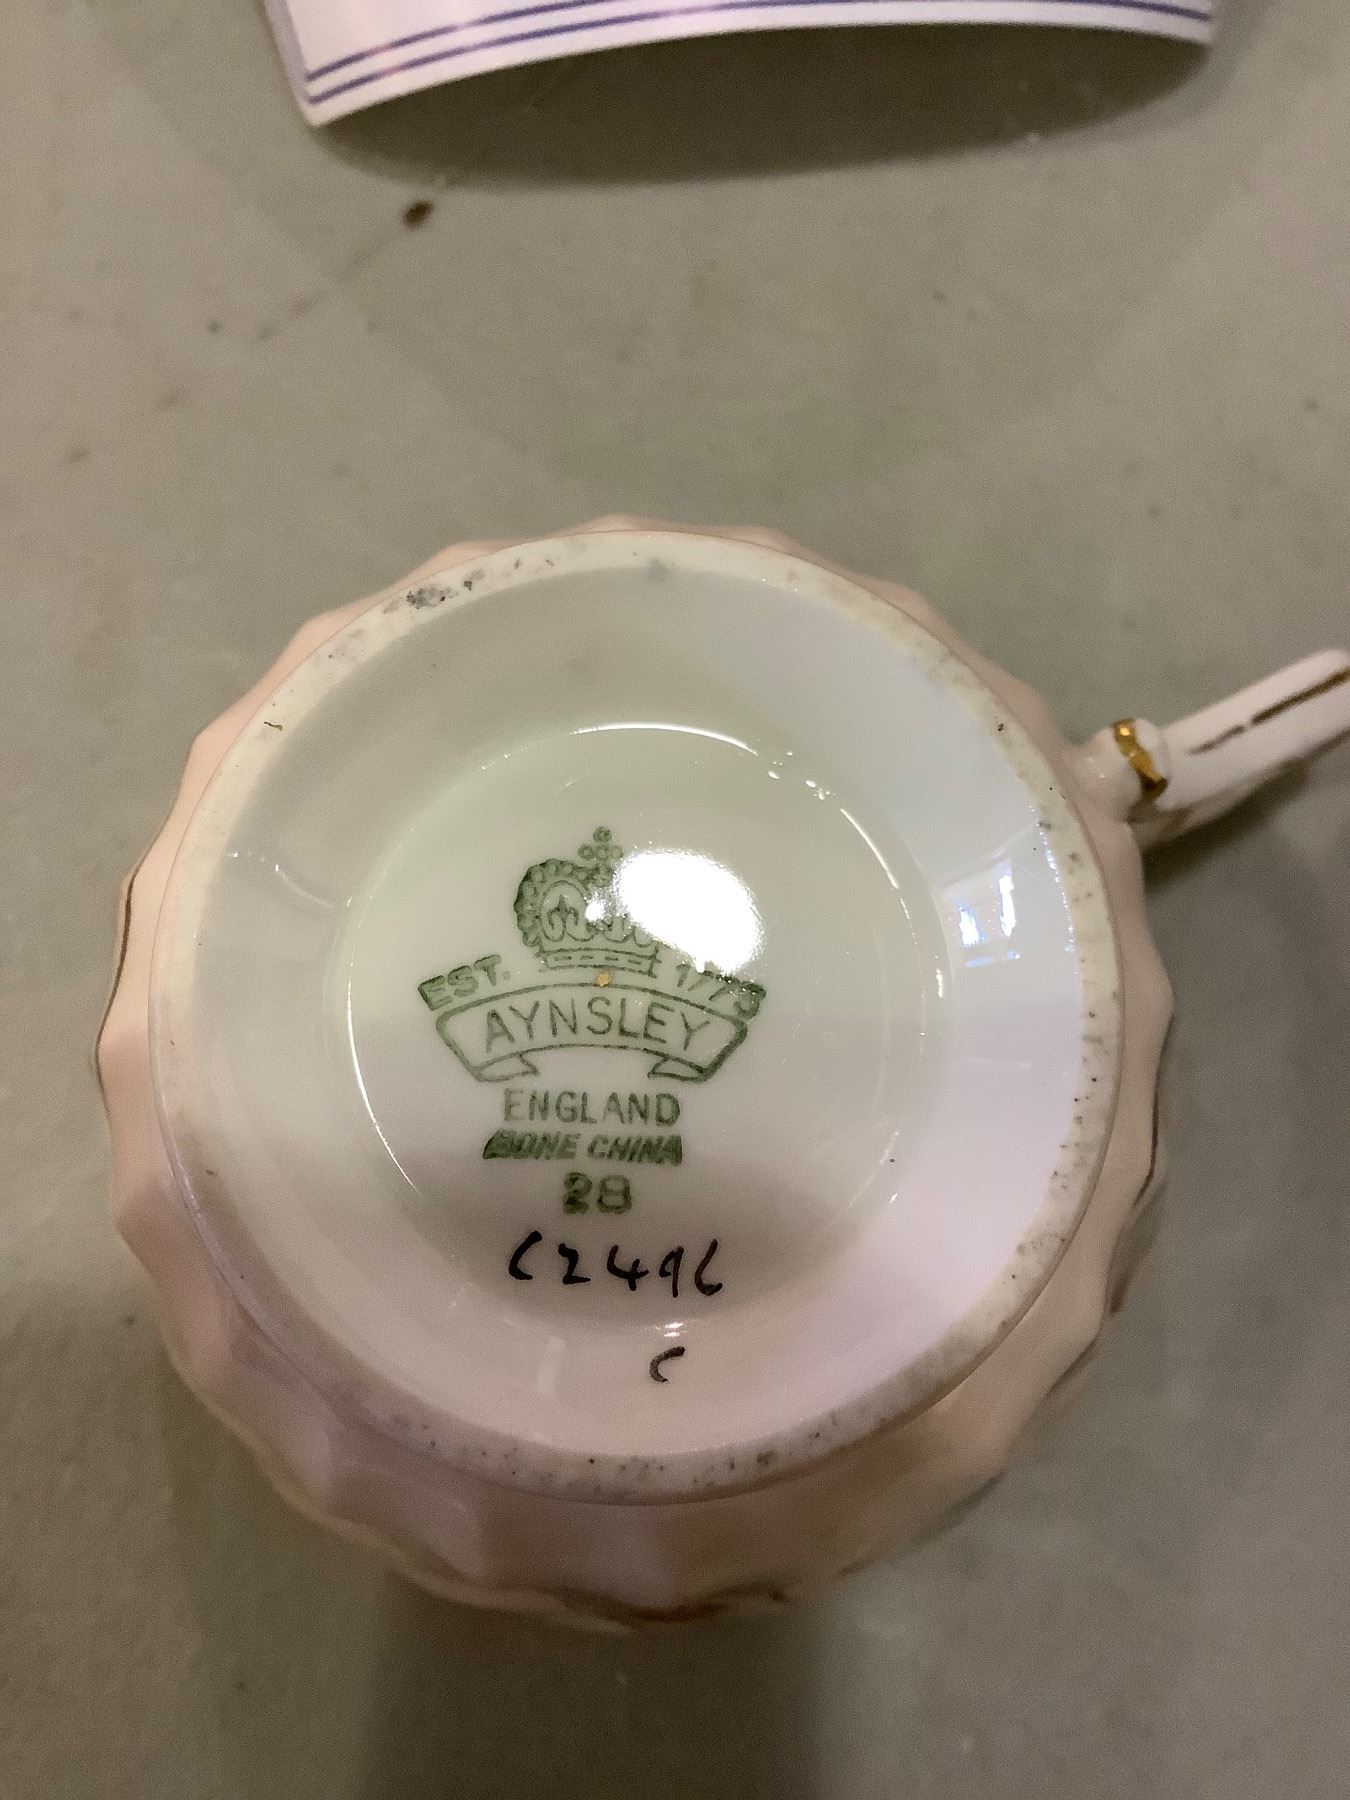 EST. 1775
AYNSLEY
ENGLAND
BONE CHINA
28
C2496
C